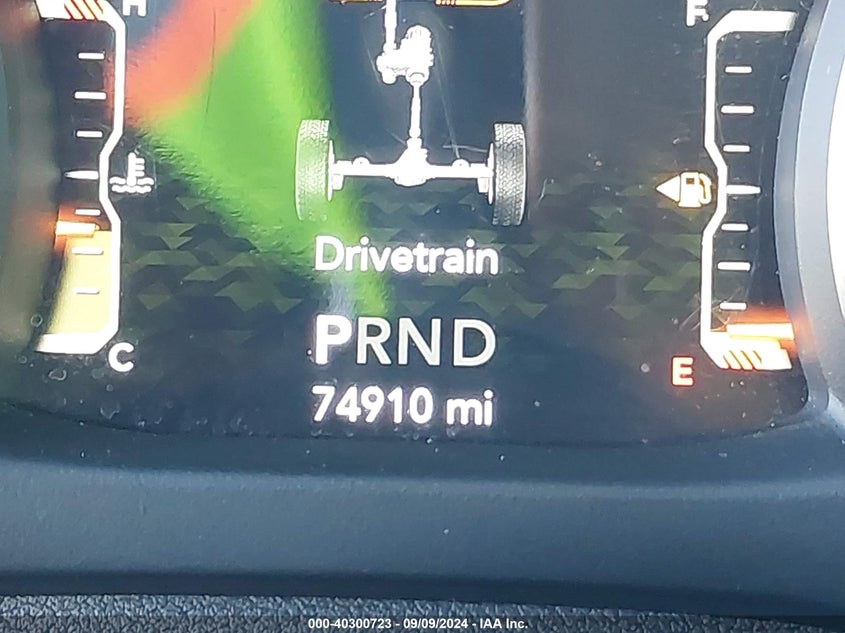 H
F
Drivetrain
PRND
C
E
74910 mi
000-40300723 - 09/09/2024 - IAA Inc.